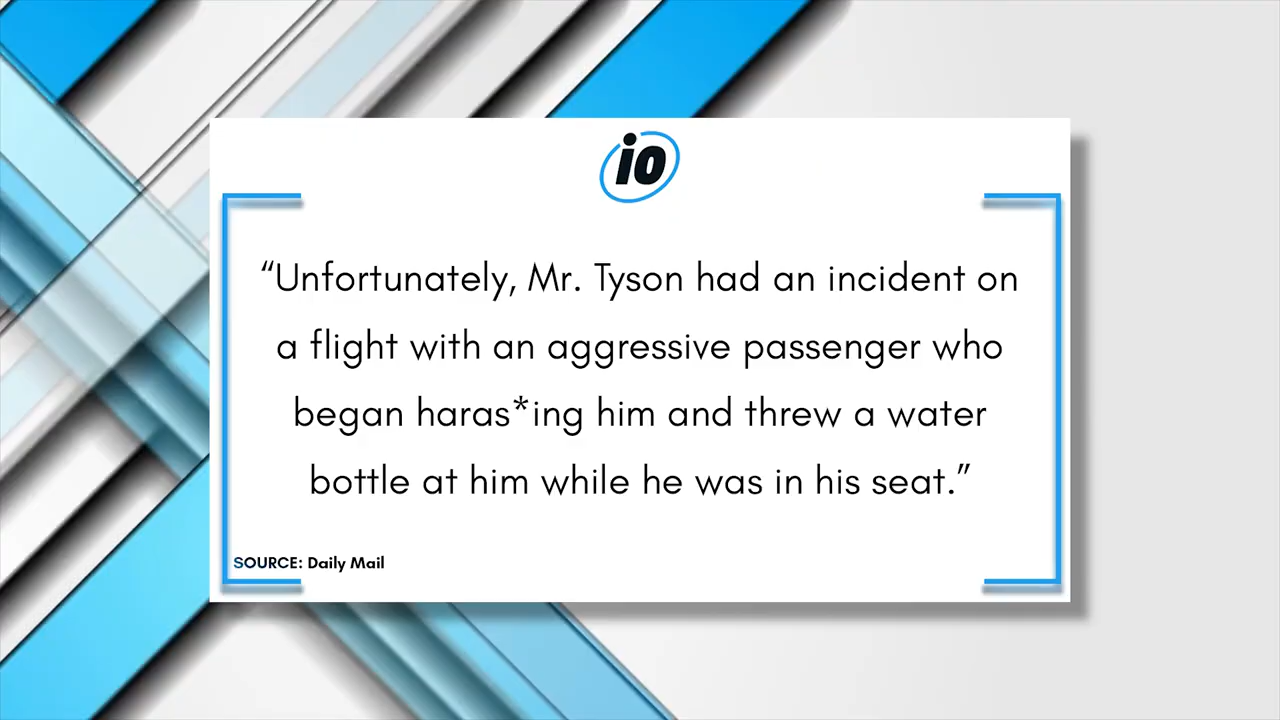 io
“Unfortunately, Mr. Tyson had an incident on
a flight with an aggressive passenger who
began haras*ing him and threw a water
bottle at him while he was in his seat.”
SOURCE: Daily Mail